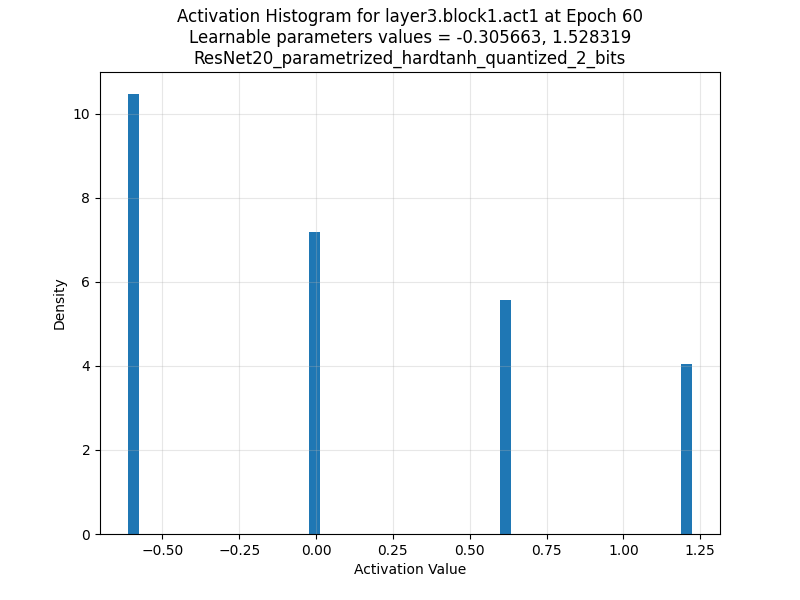 Activation Histogram for layer3.block1.act1 at Epoch 60
Learnable parameters values = -0.305663, 1.528319
ResNet20_parametrized_hardtanh_quantized_2_bits
10
8
6
4
2
0
Density
−0.50 −0.25 0.00 0.25 0.50 0.75 1.00 1.25
Activation Value